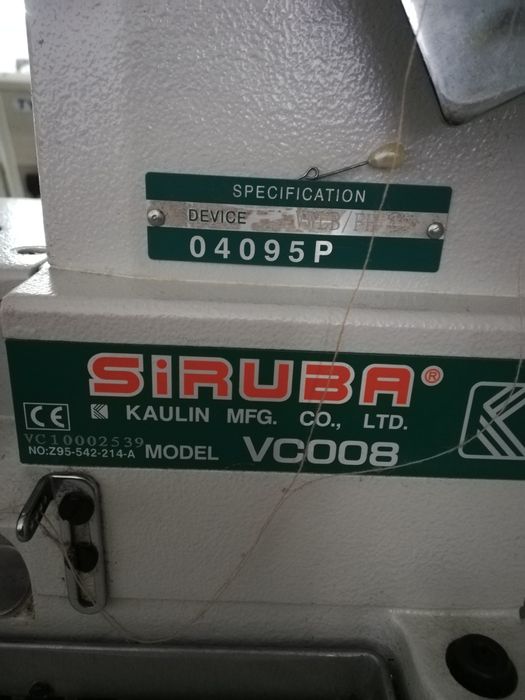 SPECIFICATION
DEVICE
04095P
SiRUBA®
CE KAULIN MFG. CO., LTD.
VC10002539
NO:Z95-542-214-A MODEL VC008